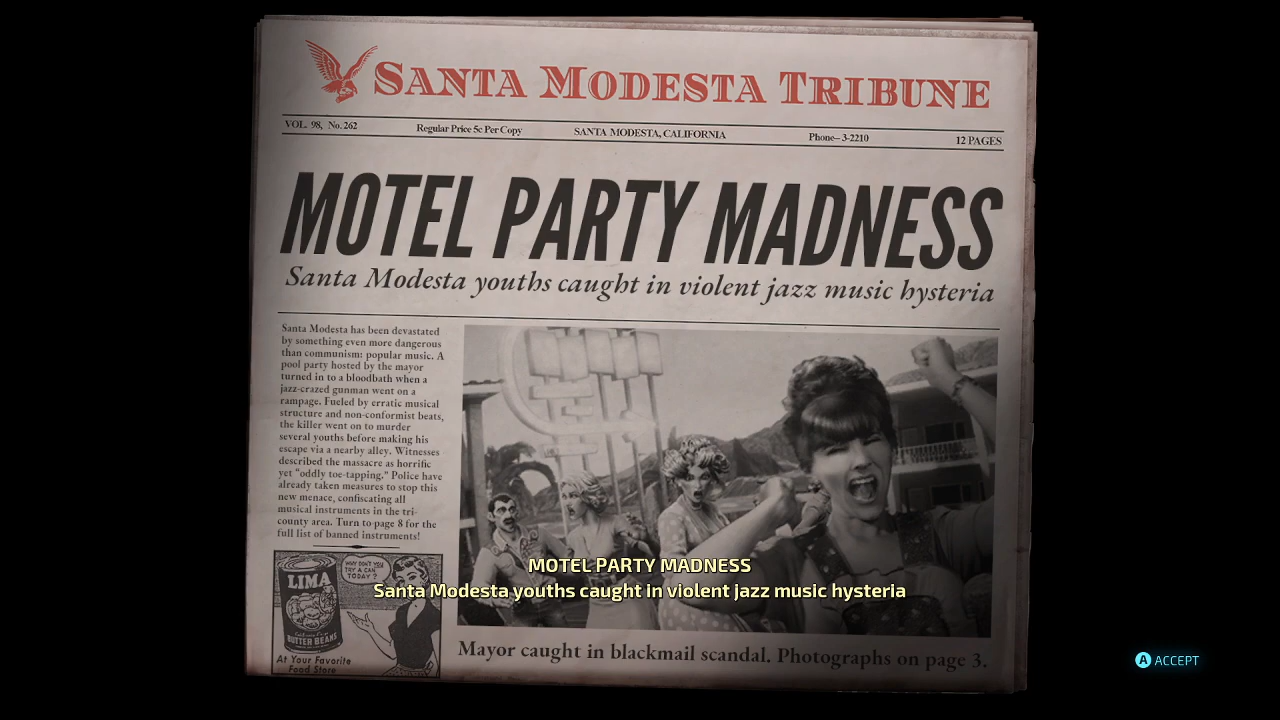 SANTA MODESTA TRIBUNE
VOL. 98, No. 262
Regular Price 5c Per Copy
SANTA MODESTA, CALIFORNIA
Phone– 3-2210
12 PAGES
MOTEL PARTY MADNESS
Santa Modesta youths caught in violent jazz music hysteria
Santa Modesta has been devastated
by something even more dangerous
than communism: popular music. A
pool party hosted by the mayor
turned in to a bloodbath when a
jazz-crazed gunman went on a
rampage. Fueled by erratic musical
structure and non-conformist beats,
the killer went on to murder
several youths before making his
escape via a nearby alley. Witnesses
described the massacre as horrific
yet "oddly toe-tapping." Police have
already taken measures to stop this
new menace, confiscating all
musical instruments in the tri-
county area. Turn to page 8 for the
full list of banned instruments!
LIMA
BUTTER BEANS
WHY DON'T YOU
TRY A CAN
TODAY?
At Your Favorite
Food Store
MOTEL PARTY MADNESS
Santa Modesta youths caught in violent jazz music hysteria
Mayor caught in blackmail scandal. Photographs on page 3.
A ACCEPT